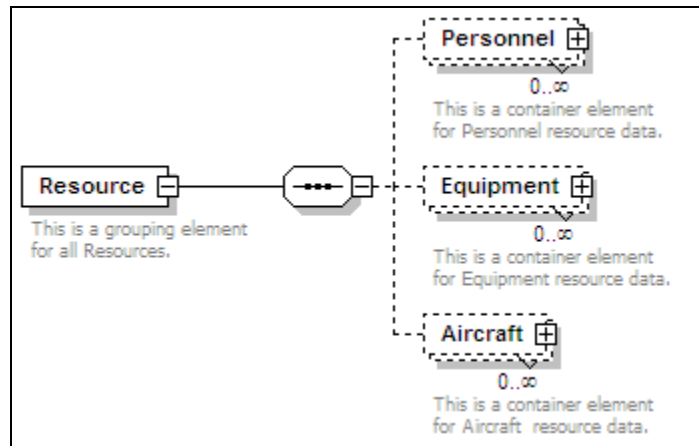 Personnel
0..∞
This is a container element
for Personnel resource data.
Resource
This is a grouping element
for all Resources.
Equipment
0..∞
This is a container element
for Equipment resource data.
Aircraft
0..∞
This is a container element
for Aircraft  resource data.